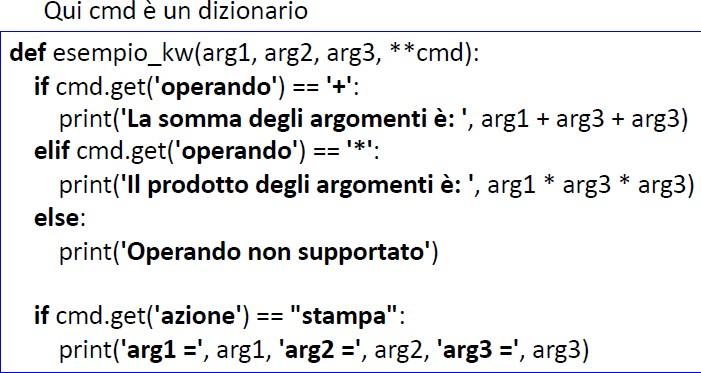 Qui cmd è un dizionario
def esempio_kw(arg1, arg2, arg3, **cmd):
if cmd.get('operando') == '+':
print('La somma degli argomenti è: ', arg1 + arg3 + arg3)
elif cmd.get('operando') == '*':
print('Il prodotto degli argomenti è: ', arg1 * arg3 * arg3)
else:
print('Operando non supportato')
if cmd.get('azione') == "stampa":
print('arg1 =', arg1, 'arg2 =', arg2, 'arg3 =', arg3)